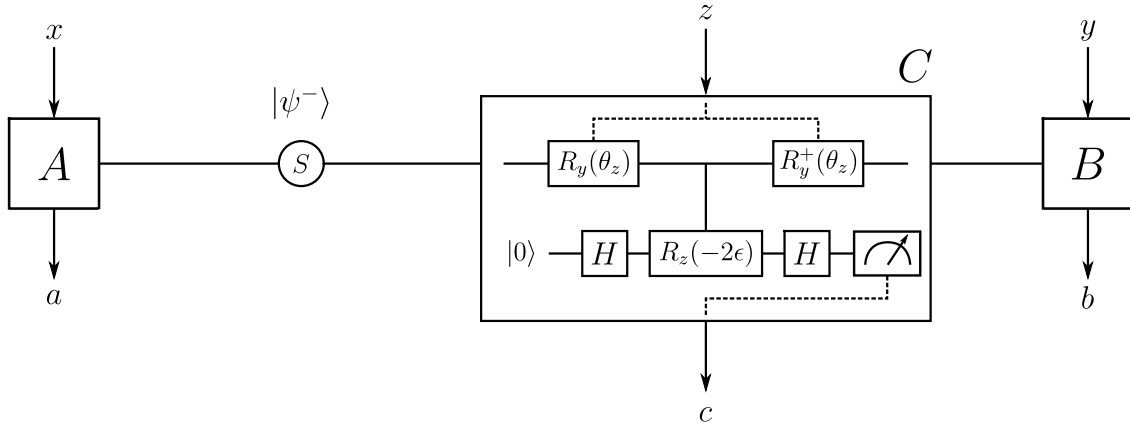 x
z
y
C
|ψ⁻⟩
A
S
R_y(θ_z)
R_y^+(θ_z)
B
|0⟩
H
R_z(-2ϵ)
H
a
b
c